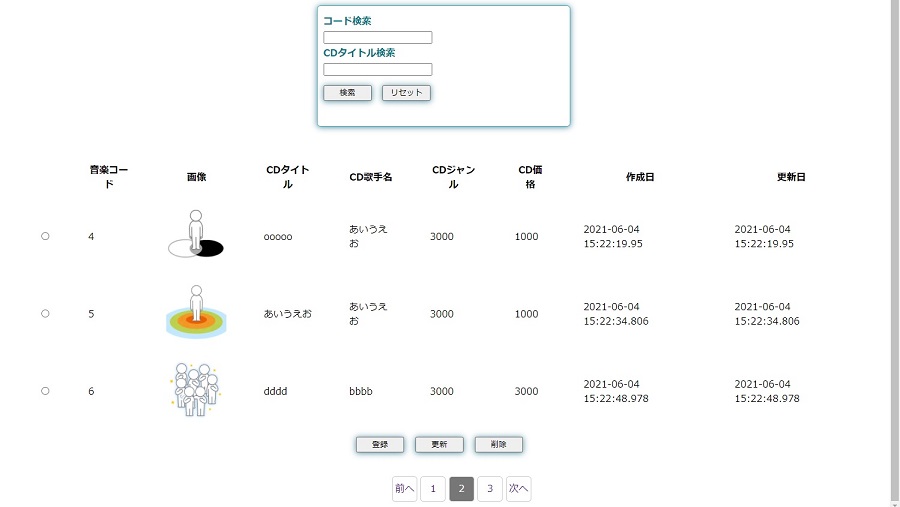 コード検索
CDタイトル検索
検索 リセット
音楽コー
ド
画像
CDタイト
ル
CD歌手名
CDジャン
ル
CD価
格
作成日
更新日
4
ooooo
あいうえ
お
3000
1000
2021-06-04
15:22:19.95
2021-06-04
15:22:19.95
5
あいうえお
あいうえ
お
3000
1000
2021-06-04
15:22:34.806
2021-06-04
15:22:34.806
6
dddd
bbbb
3000
3000
2021-06-04
15:22:48.978
2021-06-04
15:22:48.978
登録 更新 削除
前へ 1 2 3 次へ